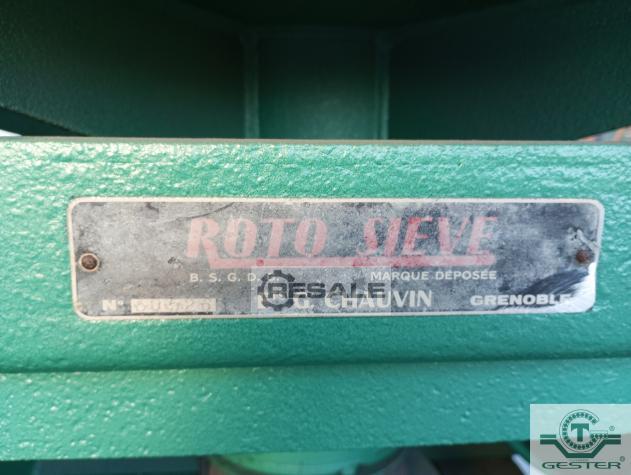 ROTO SIEVE
B. S. G. D. G. MARQUE DÉPOSÉE
RESALE
N° G. CHAUVIN GRENOBLE
GESTER